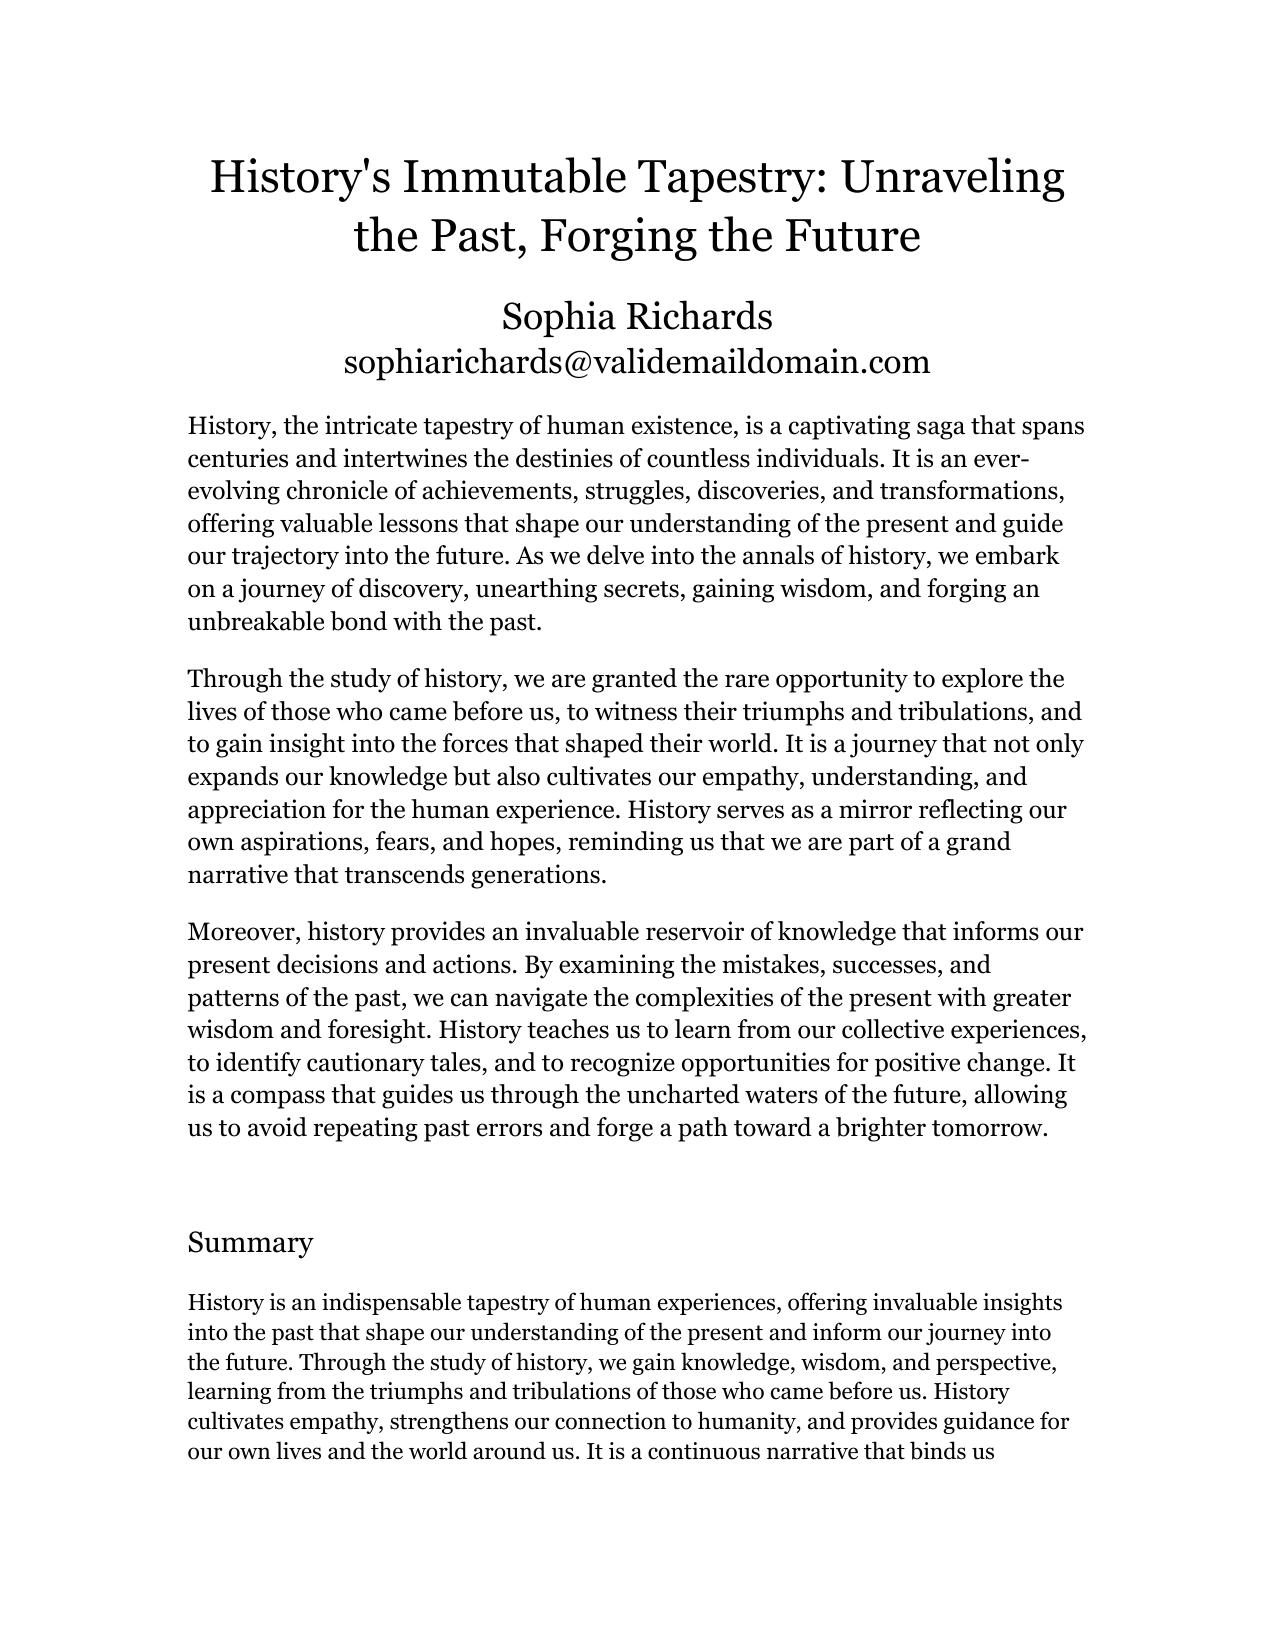 History's Immutable Tapestry: Unraveling
the Past, Forging the Future
Sophia Richards
sophiarichards@validemaildomain.com
History, the intricate tapestry of human existence, is a captivating saga that spans
centuries and intertwines the destinies of countless individuals. It is an ever-
evolving chronicle of achievements, struggles, discoveries, and transformations,
offering valuable lessons that shape our understanding of the present and guide
our trajectory into the future. As we delve into the annals of history, we embark
on a journey of discovery, unearthing secrets, gaining wisdom, and forging an
unbreakable bond with the past.
Through the study of history, we are granted the rare opportunity to explore the
lives of those who came before us, to witness their triumphs and tribulations, and
to gain insight into the forces that shaped their world. It is a journey that not only
expands our knowledge but also cultivates our empathy, understanding, and
appreciation for the human experience. History serves as a mirror reflecting our
own aspirations, fears, and hopes, reminding us that we are part of a grand
narrative that transcends generations.
Moreover, history provides an invaluable reservoir of knowledge that informs our
present decisions and actions. By examining the mistakes, successes, and
patterns of the past, we can navigate the complexities of the present with greater
wisdom and foresight. History teaches us to learn from our collective experiences,
to identify cautionary tales, and to recognize opportunities for positive change. It
is a compass that guides us through the uncharted waters of the future, allowing
us to avoid repeating past errors and forge a path toward a brighter tomorrow.
Summary
History is an indispensable tapestry of human experiences, offering invaluable insights
into the past that shape our understanding of the present and inform our journey into
the future. Through the study of history, we gain knowledge, wisdom, and perspective,
learning from the triumphs and tribulations of those who came before us. History
cultivates empathy, strengthens our connection to humanity, and provides guidance for
our own lives and the world around us. It is a continuous narrative that binds us